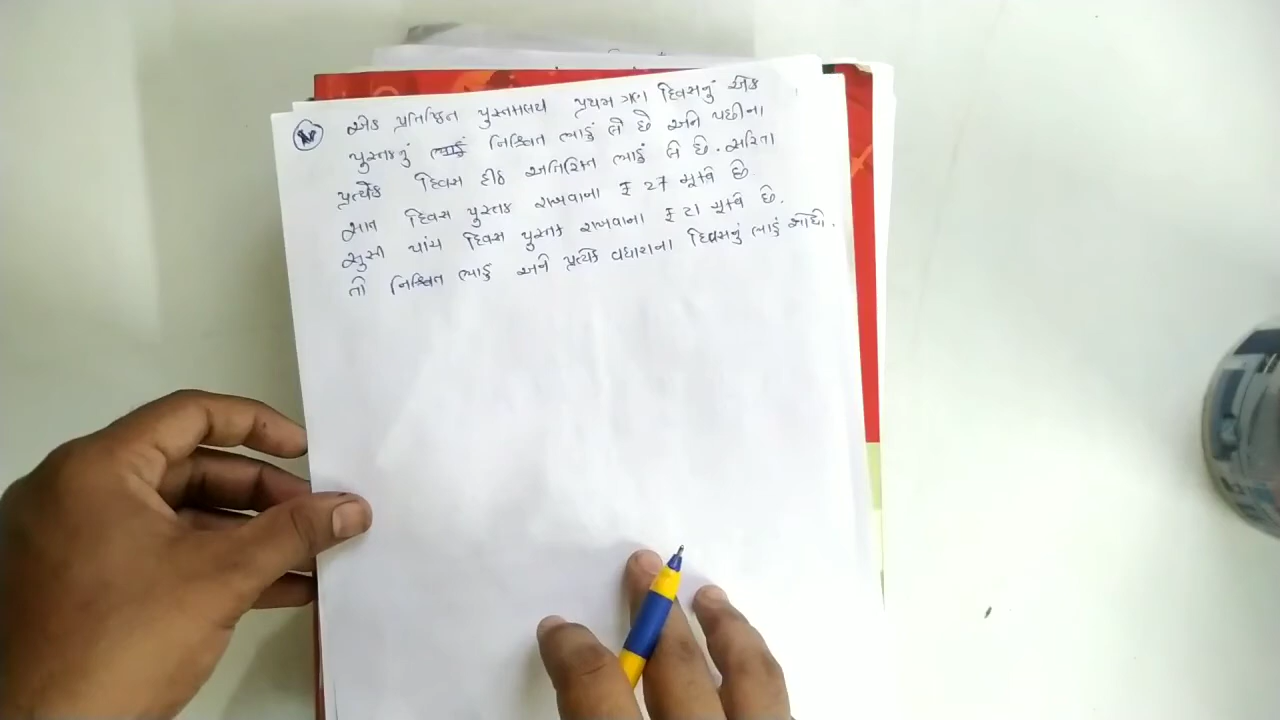 એક પ્રતિષ્ઠિત પુસ્તકાલય પ્રથમ ત્રણ દિવસનું એક
પુસ્તકનું નિશ્ચિત ભાડું લે છે અને પછીના
પ્રત્યેક દિવસ દીઠ અતિરિક્ત ભાડું લે છે. સરિતા
સાત દિવસ પુસ્તક રાખવાના ₹ 27 ચૂકવે છે
સુસી પાંચ દિવસ પુસ્તક રાખવાના ₹ 21 ચૂકવે છે.
તો નિશ્ચિત ભાડું અને પ્રત્યેક વધારાના દિવસનું ભાડું શોધો.